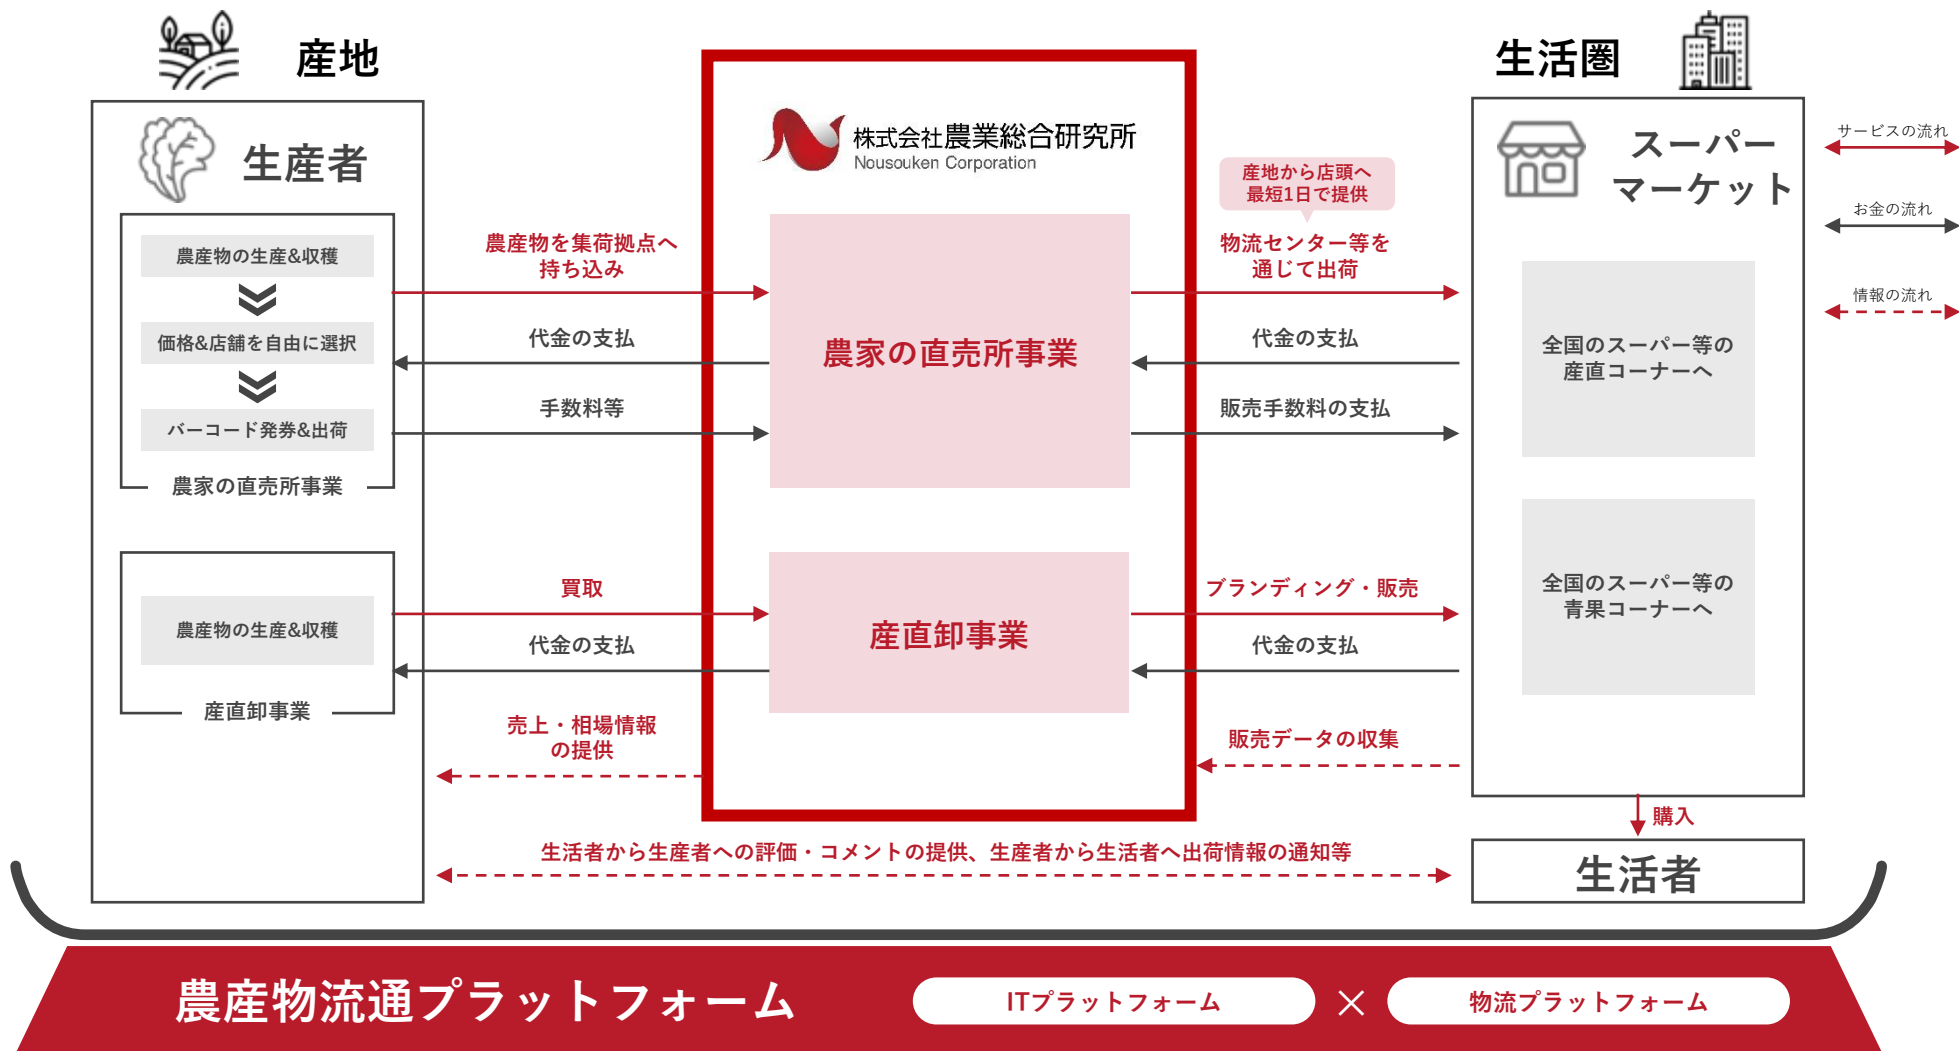 産地
生産者
農産物の生産&収穫
価格&店舗を自由に選択
バーコード発券&出荷
農家の直売所事業
農産物の生産&収穫
産直卸事業
農産物を集荷拠点へ
持ち込み
代金の支払
手数料等
買取
代金の支払
売上・相場情報
の提供
株式会社農業総合研究所
Nousouken Corporation
農家の直売所事業
産直卸事業
産地から店頭へ
最短1日で提供
物流センター等を
通じて出荷
代金の支払
販売手数料の支払
ブランディング・販売
代金の支払
販売データの収集
生活圏
スーパー
マーケット
全国のスーパー等の
産直コーナーへ
全国のスーパー等の
青果コーナーへ
購入
生活者
サービスの流れ
お金の流れ
情報の流れ
生活者から生産者への評価・コメントの提供、生産者から生活者へ出荷情報の通知等
農産物流通プラットフォーム
ITプラットフォーム
×
物流プラットフォーム